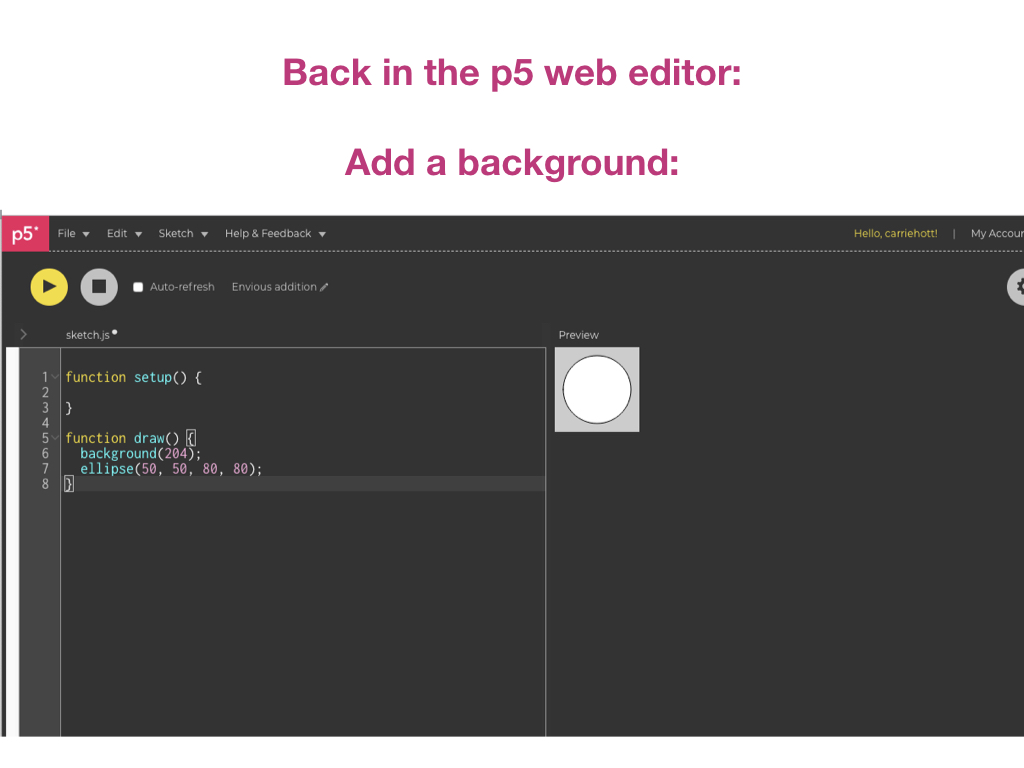 Back in the p5 web editor:
Add a background:
p5* File Edit Sketch Help & Feedback Hello, carriehott! | My Accour
Auto-refresh Envious addition
sketch.js Preview
1 function setup() {
2
3 }
4
5 function draw() {
6 background(204);
7 ellipse(50, 50, 80, 80);
8 }